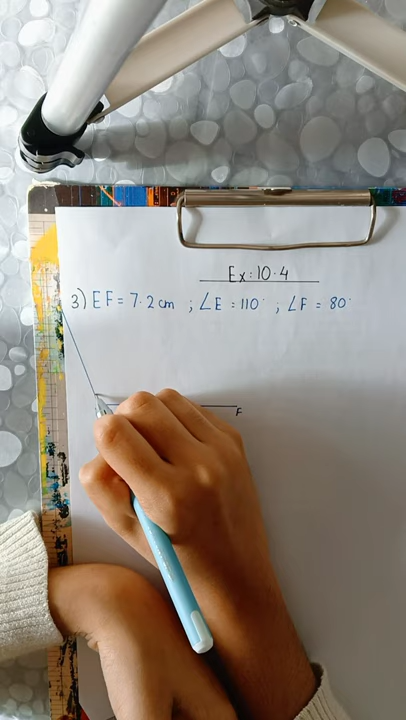 Ex:10.4
3) EF = 7.2 cm ; ∠E = 110° ; ∠F = 80°
F